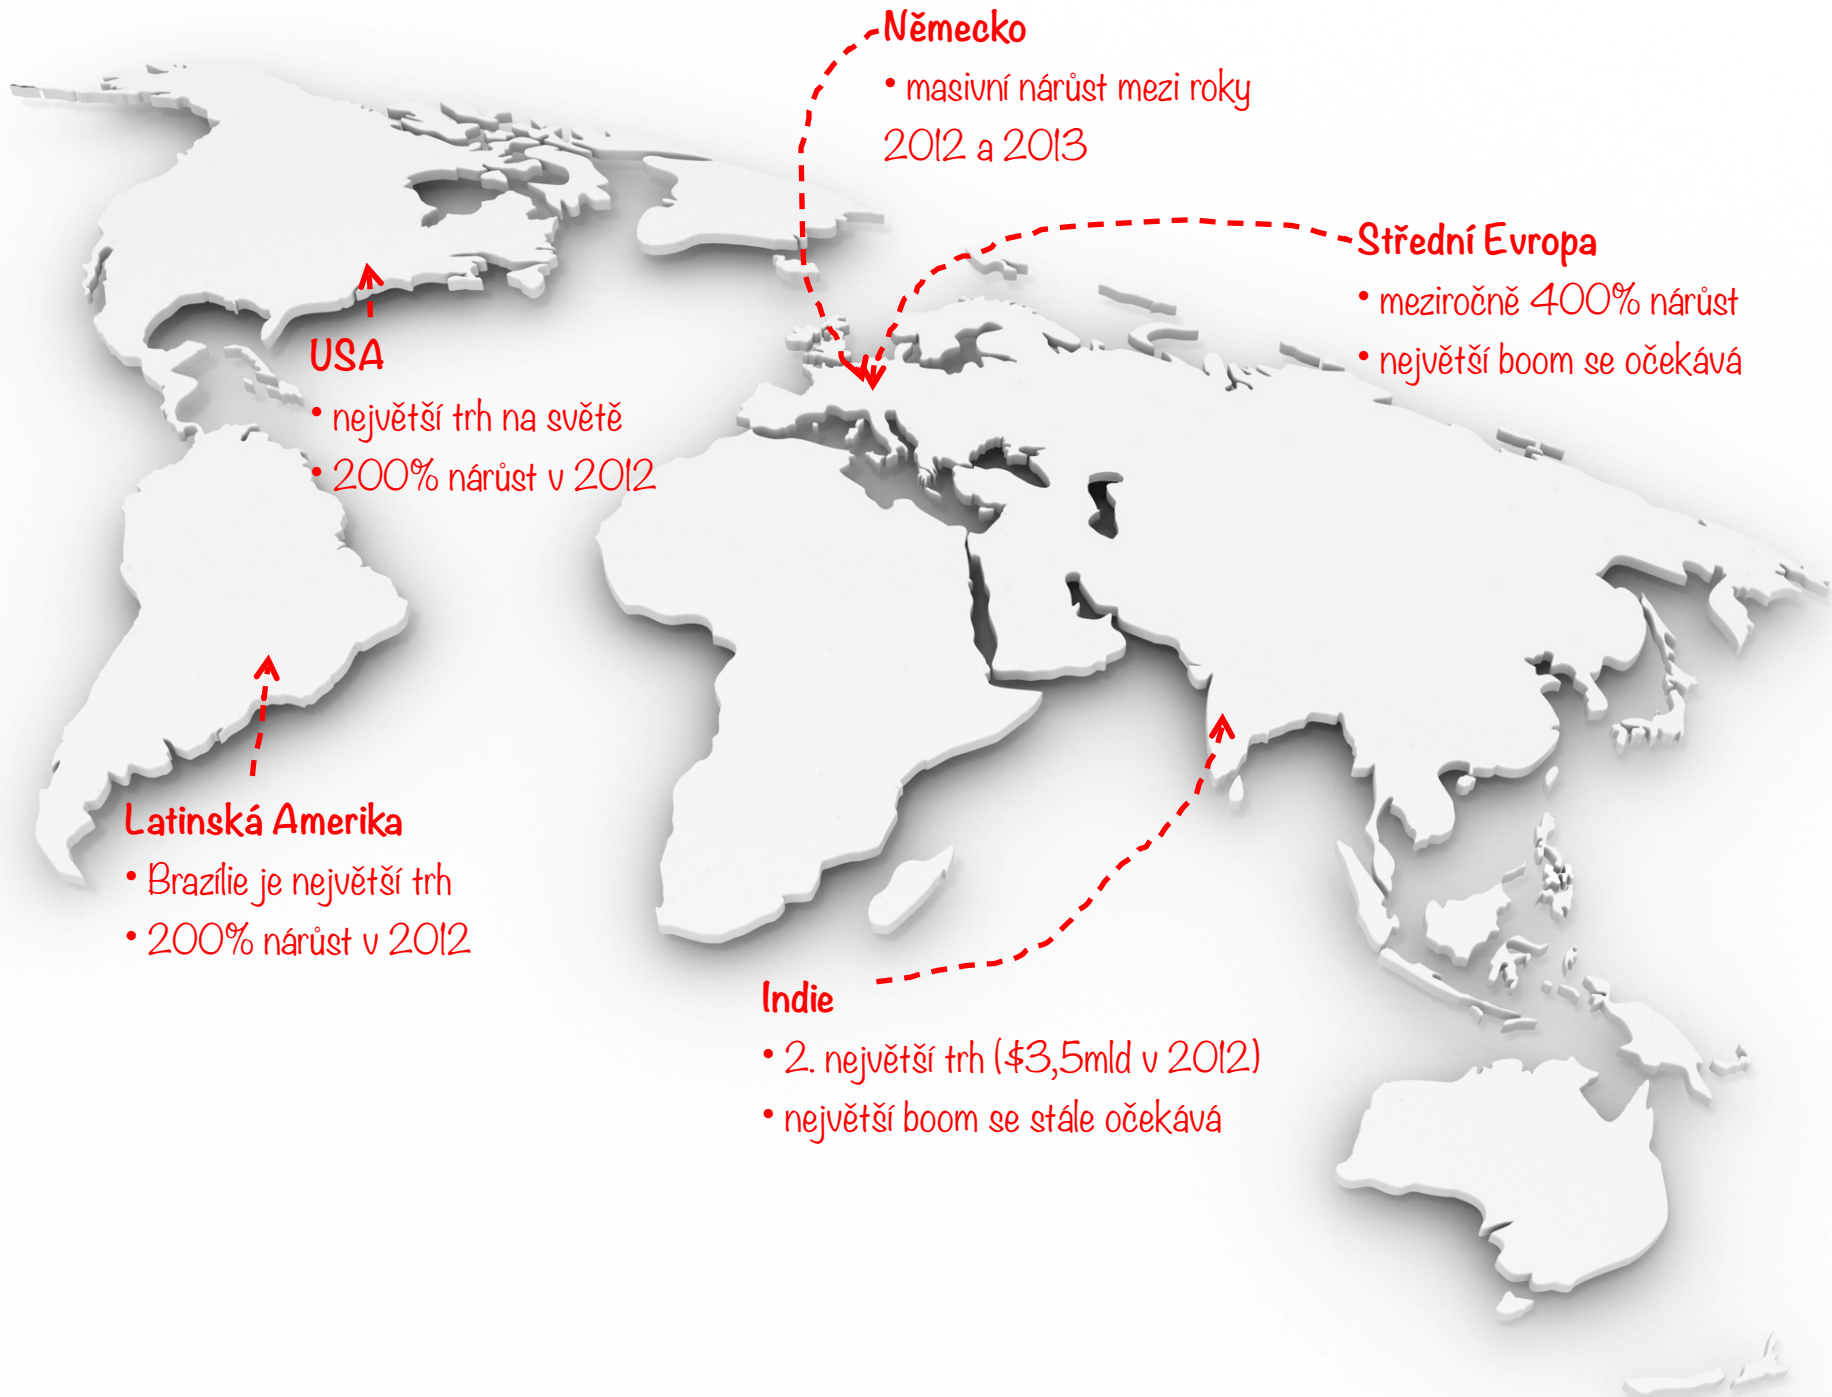 Německo
• masivní nárůst mezi roky
2012 a 2013
Střední Evropa
• meziročně 400% nárůst
• největší boom se očekává
USA
• největší trh na světě
• 200% nárůst v 2012
Latinská Amerika
• Brazílie je největší trh
• 200% nárůst v 2012
Indie
• 2. největší trh ($3,5mld v 2012)
• největší boom se stále očekává